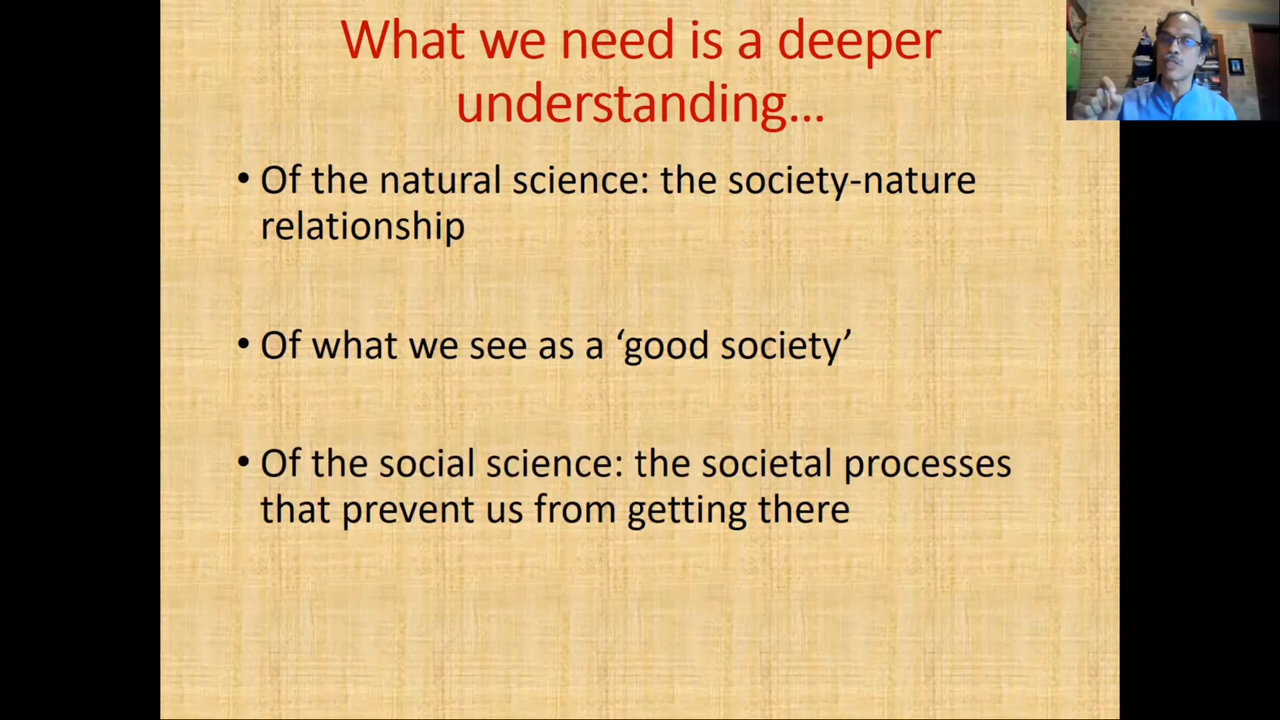 What we need is a deeper
understanding...
• Of the natural science: the society-nature
relationship
• Of what we see as a ‘good society’
• Of the social science: the societal processes
that prevent us from getting there